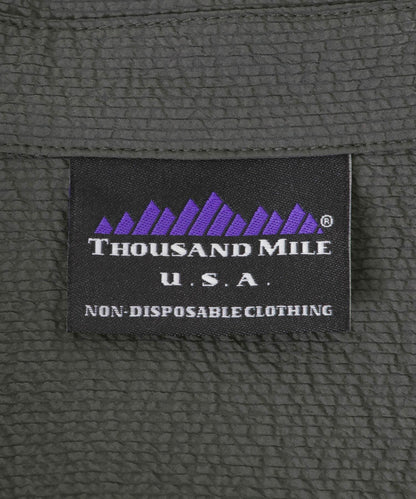 ®
THOUSAND MILE
U.S.A.
NON-DISPOSABLE CLOTHING